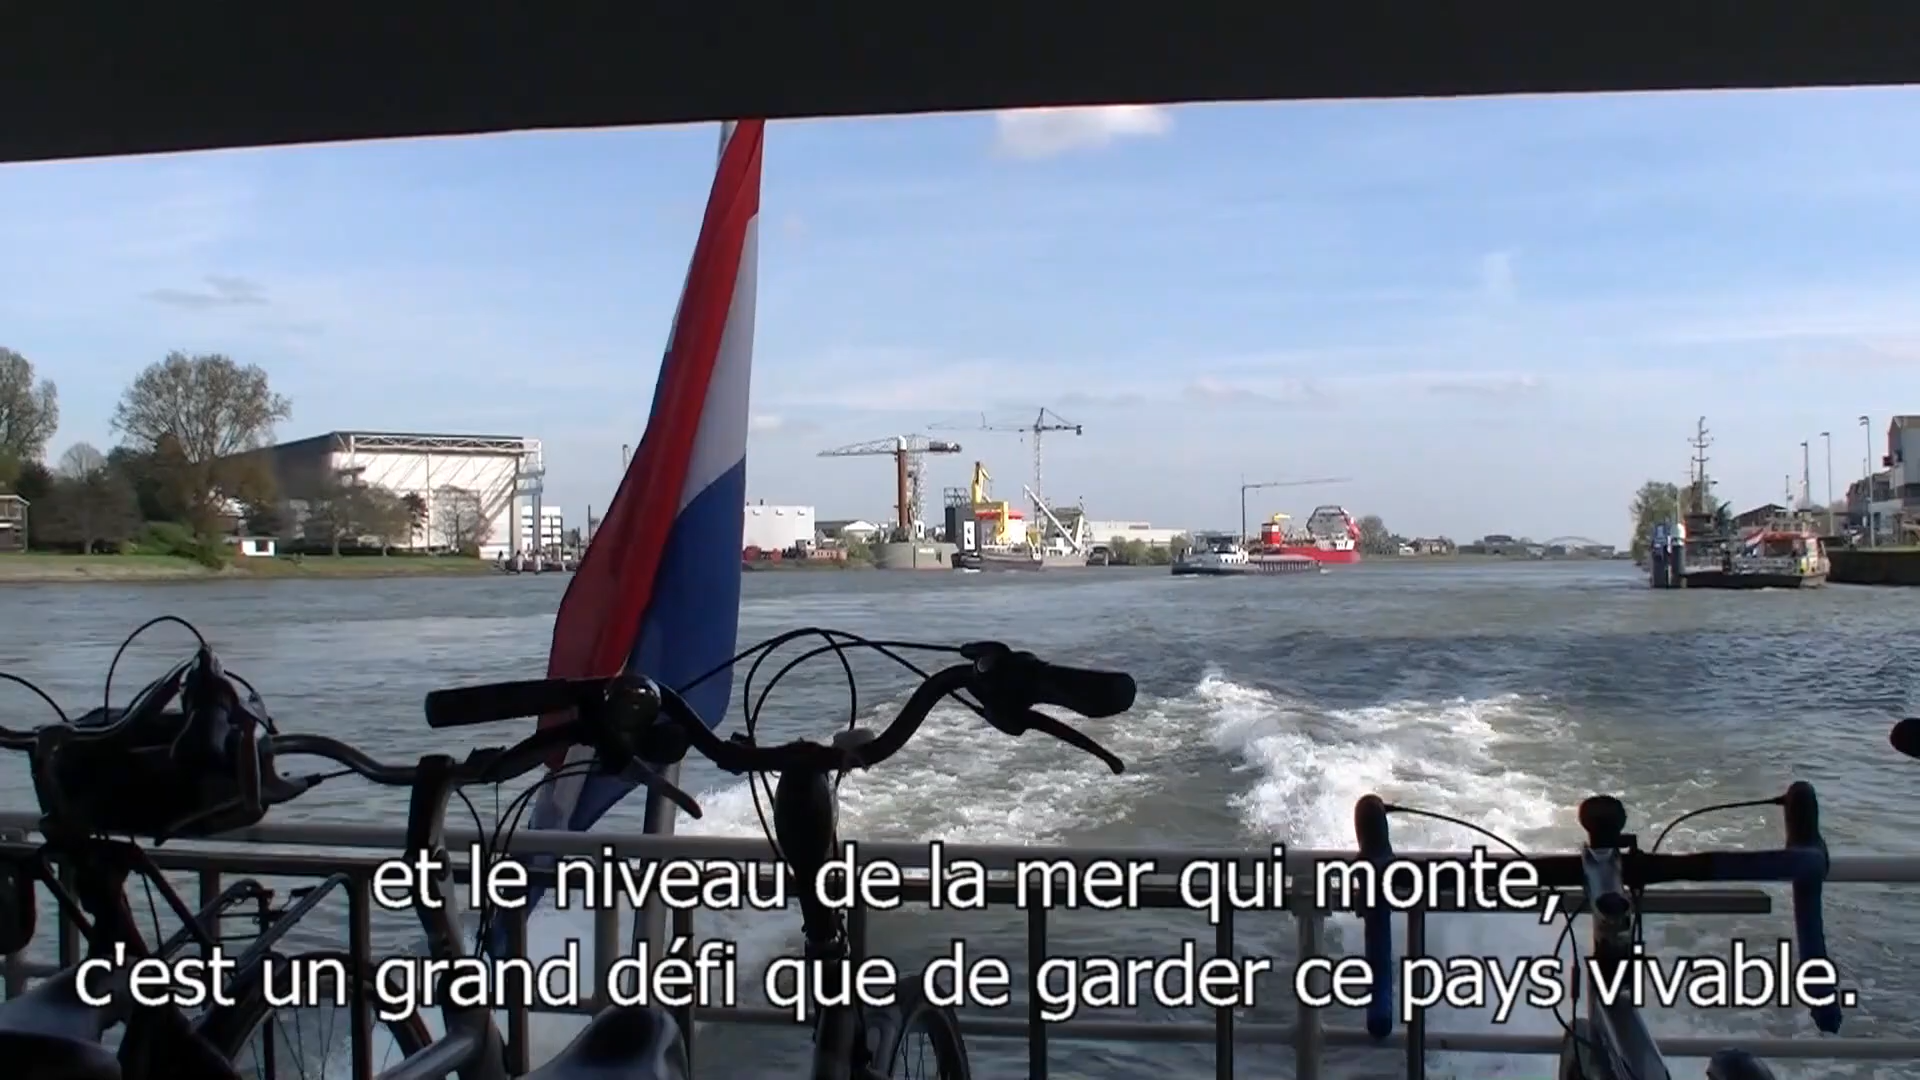 et le niveau de la mer qui monte,
c'est un grand défi que de garder ce pays vivable.